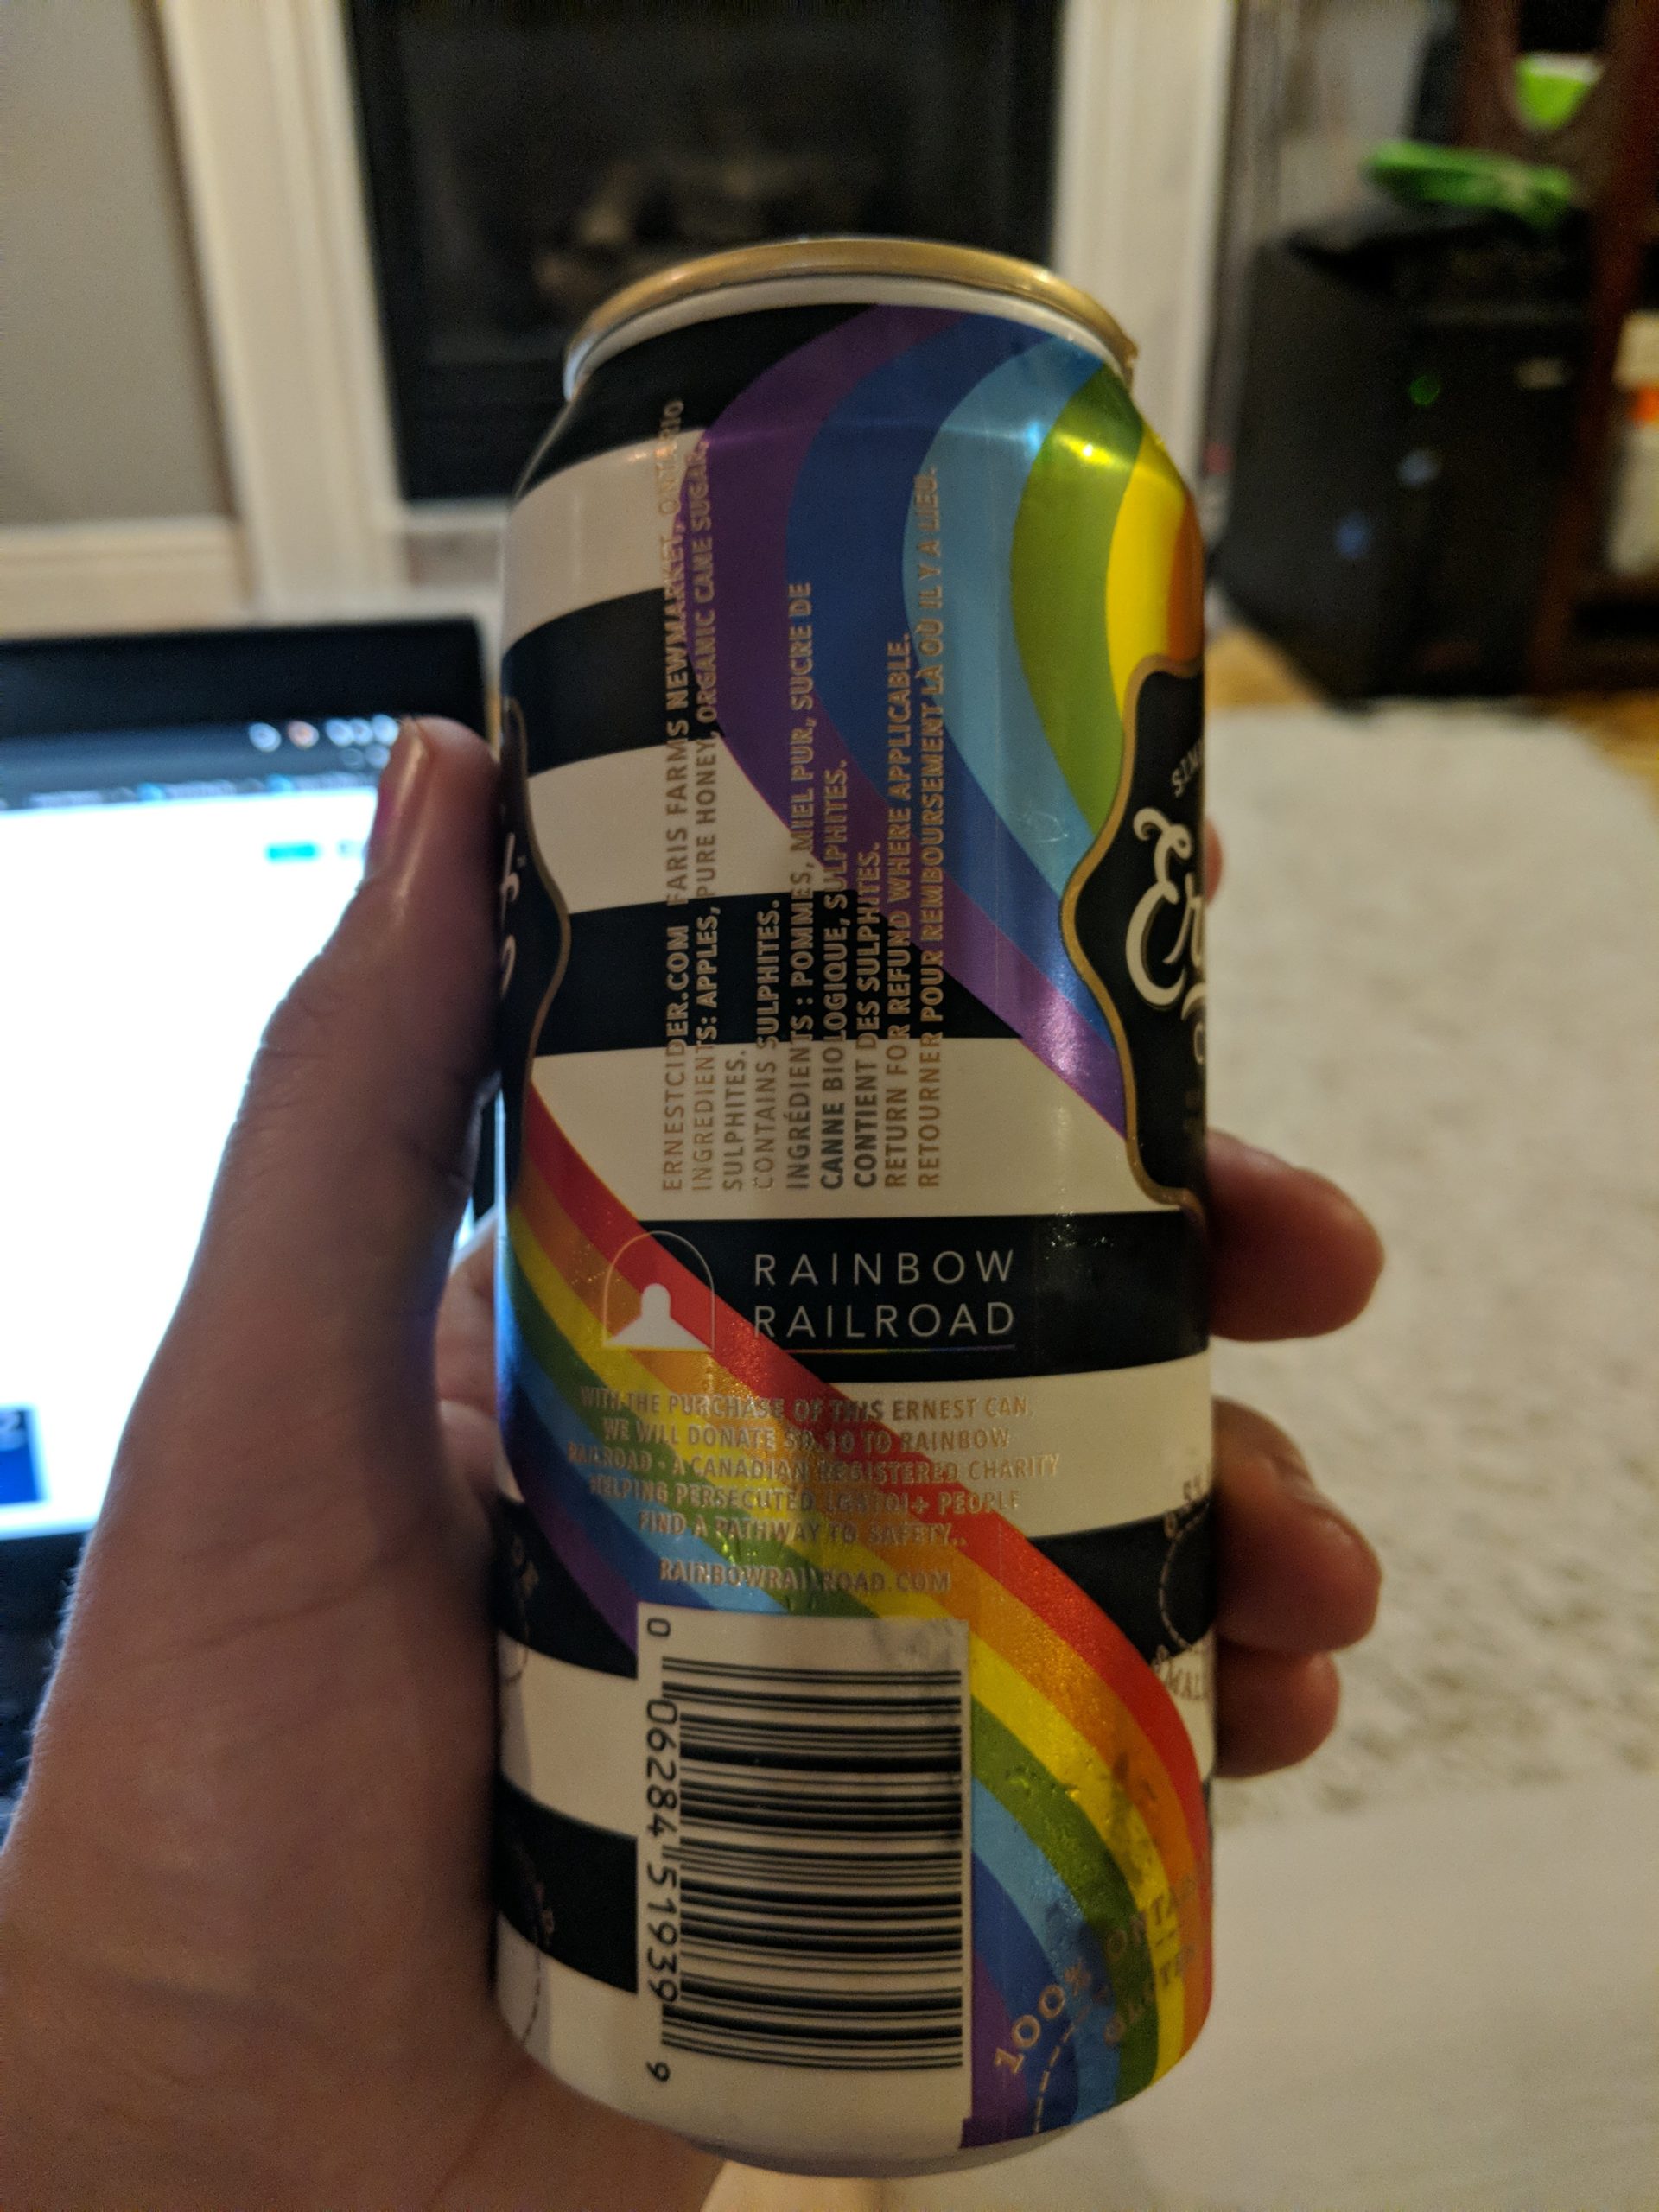 ERNESTCIDER.COM FARIS FARMS NEWMARKET, ONTARIO
INGREDIENTS: APPLES, PURE HONEY, ORGANIC CANE SUGAR,
SULPHITES.
CONTAINS SULPHITES.
INGRÉDIENTS : POMMES, MIEL PUR, SUCRE DE
CANNE BIOLOGIQUE, SULPHITES.
CONTIENT DES SULPHITES.
RETURN FOR REFUND WHERE APPLICABLE.
RETOURNER POUR REMBOURSEMENT LÀ OÙ IL Y A LIEU.
RAINBOW
RAILROAD
WITH THE PURCHASE OF THIS ERNEST CAN,
WE WILL DONATE $0.10 TO RAINBOW
RAILROAD - A CANADIAN REGISTERED CHARITY
HELPING PERSECUTED LGBTQI+ PEOPLE
FIND A PATHWAY TO SAFETY..
RAINBOWRAILROAD.COM
0 06284 51939 9
100%